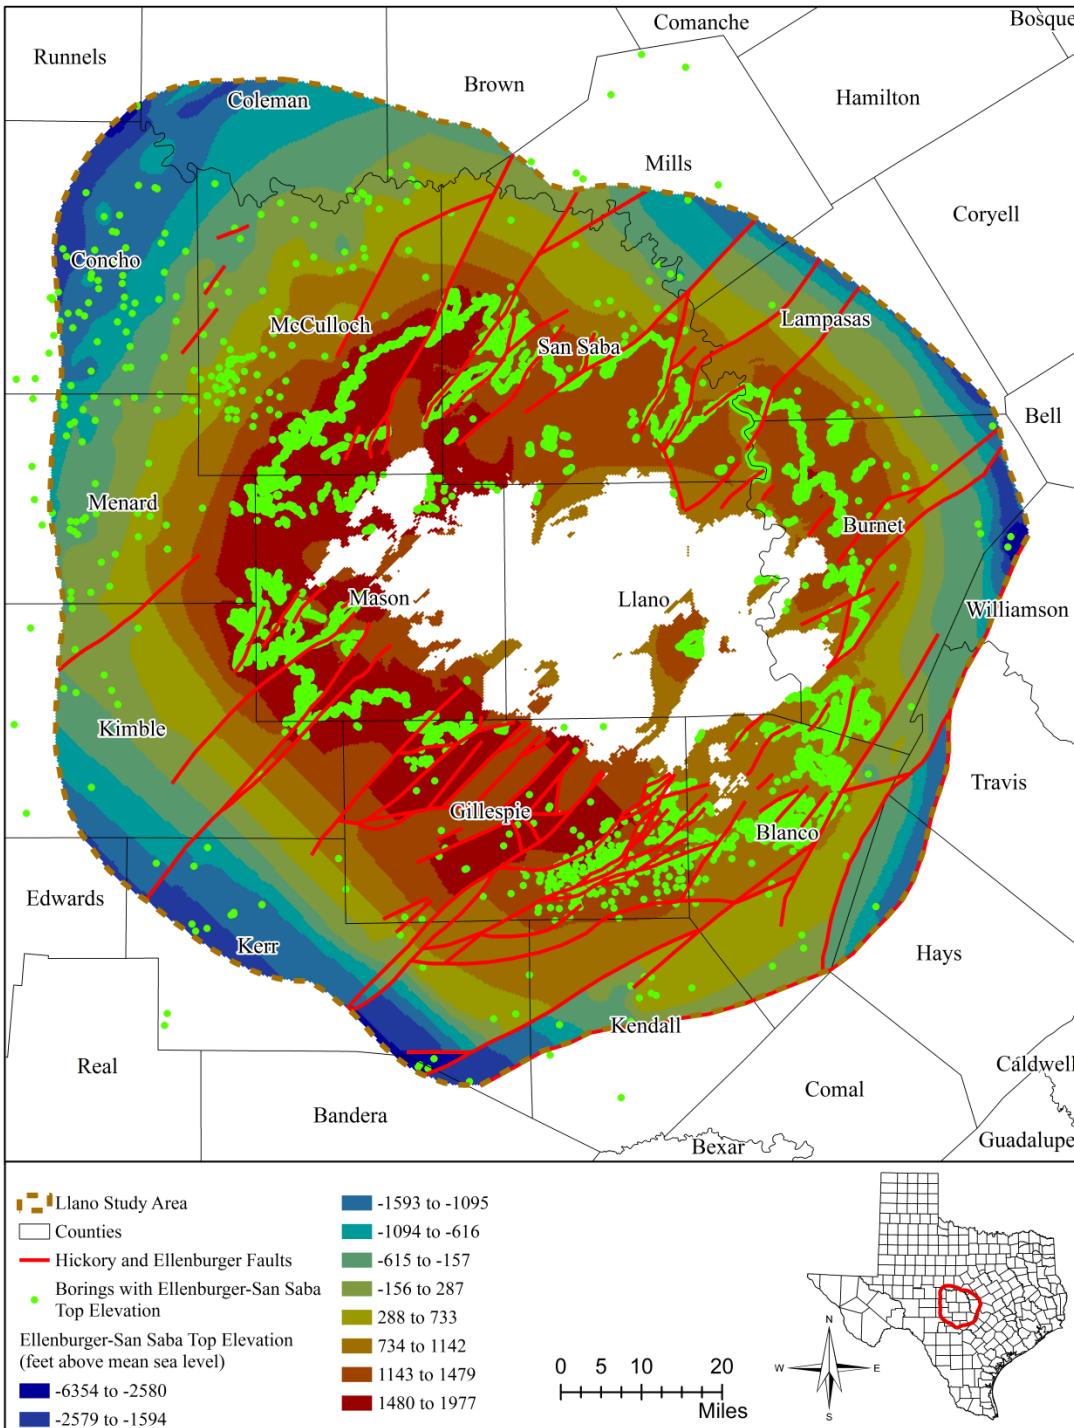 Comanche
Bosque
Runnels
Brown
Coleman
Hamilton
Mills
Coryell
Concho
McCulloch
San Saba
Lampasas
Bell
Menard
Burnet
Mason
Llano
Williamson
Kimble
Travis
Gillespie
Blanco
Edwards
Kerr
Hays
Kendall
Real
Caldwell
Comal
Bandera
Guadalupe
Bexar
Llano Study Area
Counties
Hickory and Ellenburger Faults
Borings with Ellenburger-San Saba
Top Elevation
Ellenburger-San Saba Top Elevation
(feet above mean sea level)
-6354 to -2580
-2579 to -1594
-1593 to -1095
-1094 to -616
-615 to -157
-156 to 287
288 to 733
734 to 1142
1143 to 1479
1480 to 1977
0 5 10 20
Miles
N
W E
S